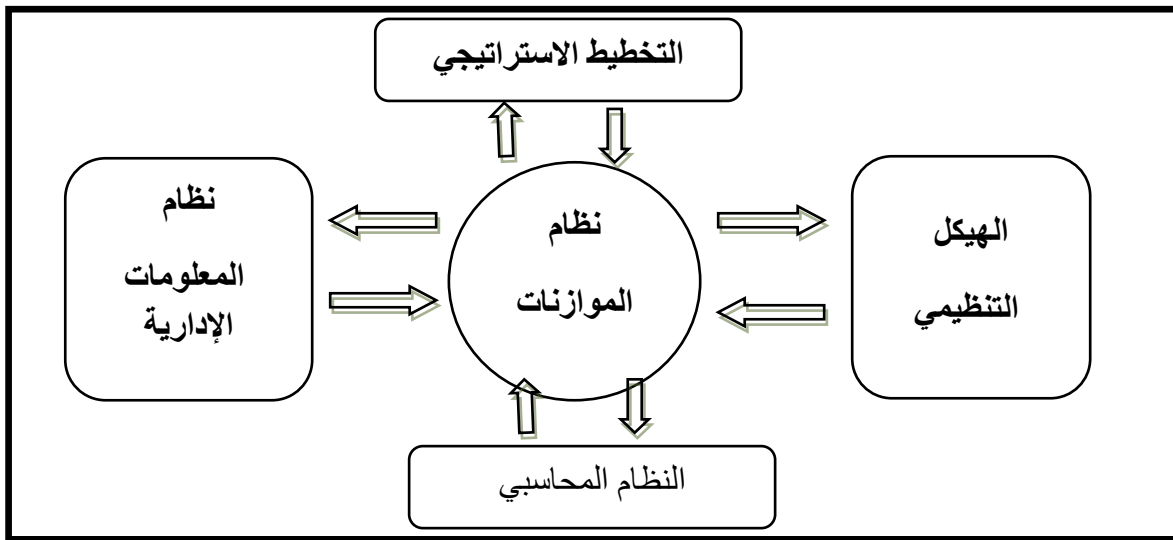 التخطيط الاستراتيجي
الهيكل
التنظيمي
نظام
الموازنات
نظام
المعلومات
الإدارية
النظام المحاسبي